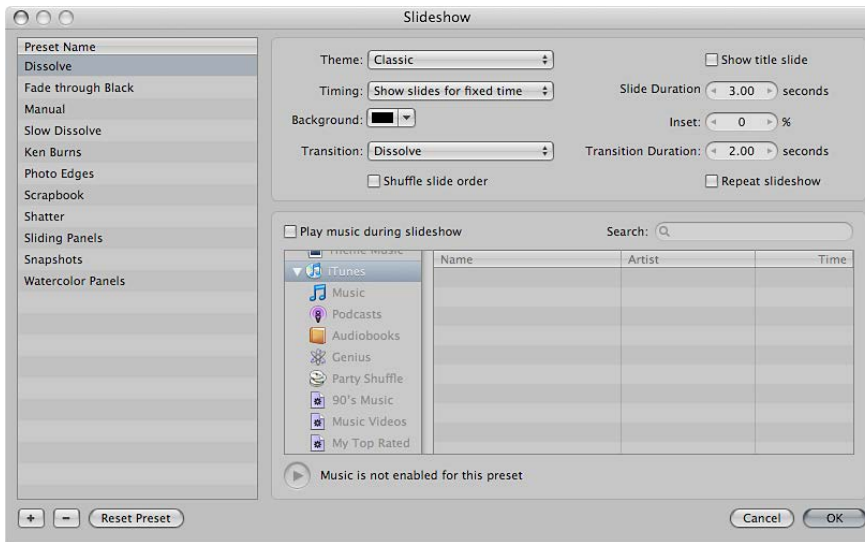 Slideshow
Preset Name
Dissolve
Fade through Black
Manual
Slow Dissolve
Ken Burns
Photo Edges
Scrapbook
Shatter
Sliding Panels
Snapshots
Watercolor Panels
+
-
Reset Preset
Theme: Classic
Show title slide
Timing: Show slides for fixed time
Slide Duration 3.00 seconds
Background:
Inset: 0 %
Transition: Dissolve
Transition Duration: 2.00 seconds
Shuffle slide order
Repeat slideshow
Play music during slideshow
Search:
Theme Music
iTunes
Music
Podcasts
Audiobooks
Genius
Party Shuffle
90's Music
Music Videos
My Top Rated
Name Artist Time
Music is not enabled for this preset
Cancel
OK